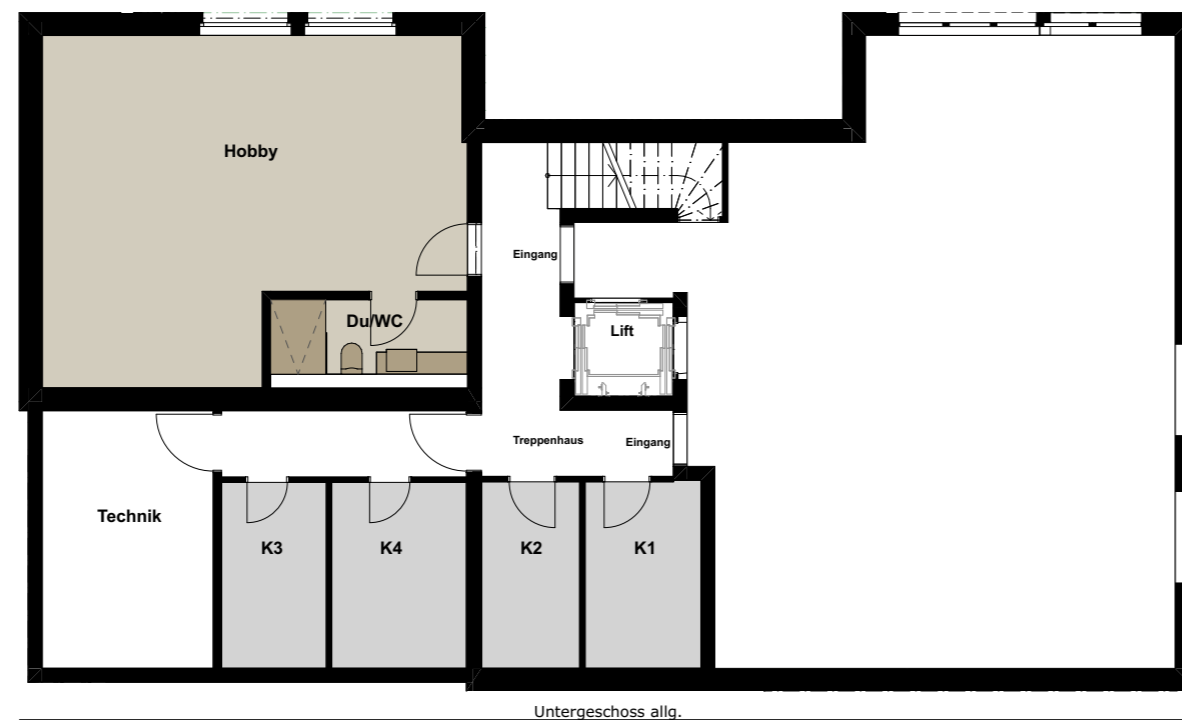 Hobby
Eingang
Du/WC
Lift
Treppenhaus
Eingang
Technik
K3
K4
K2
K1
Untergeschoss allg.